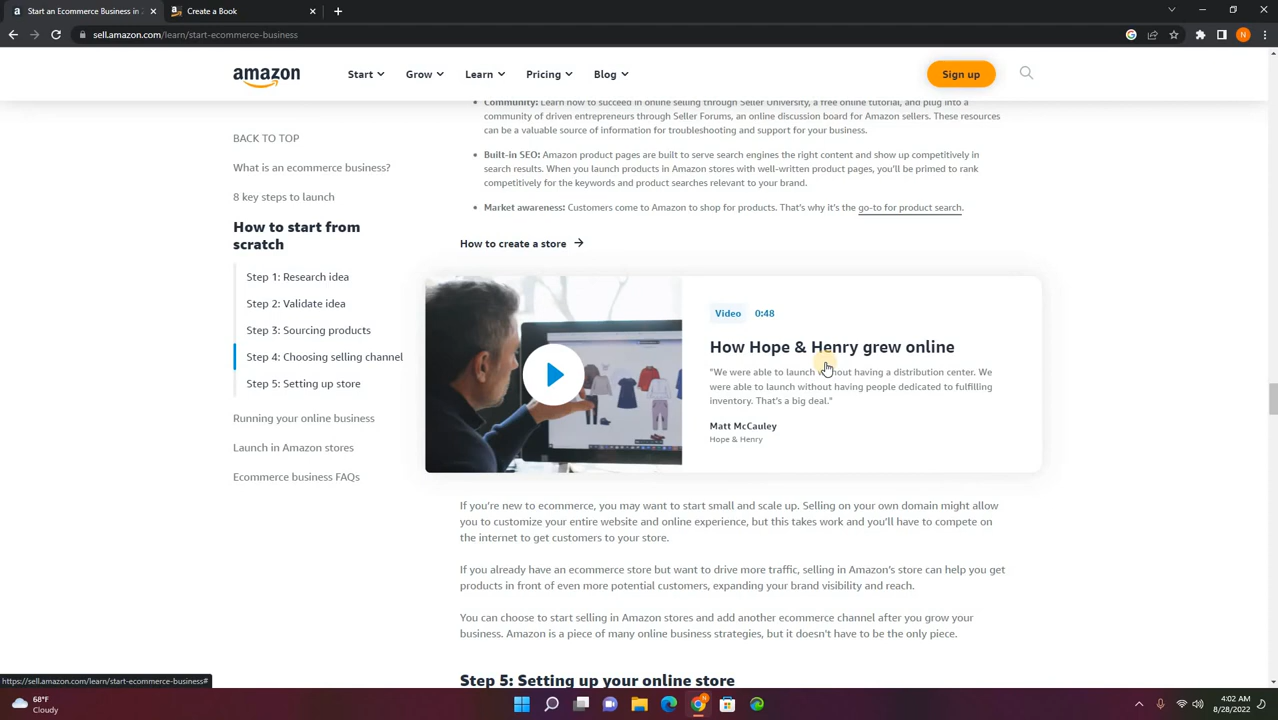 Start an Ecommerce Business in 2
Create a Book
sell.amazon.com/learn/start-ecommerce-business
N
amazon
Start
Grow
Learn
Pricing
Blog
Sign up
BACK TO TOP
What is an ecommerce business?
8 key steps to launch
How to start from
scratch
Step 1: Research idea
Step 2: Validate idea
Step 3: Sourcing products
Step 4: Choosing selling channel
Step 5: Setting up store
Running your online business
Launch in Amazon stores
Ecommerce business FAQs
Community: Learn how to succeed in online selling through Seller University, a free online tutorial, and plug into a
community of driven entrepreneurs through Seller Forums, an online discussion board for Amazon sellers. These resources
can be a valuable source of information for troubleshooting and support for your business.
Built-in SEO: Amazon product pages are built to serve search engines the right content and show up competitively in
search results. When you launch products in Amazon stores with well-written product pages, you'll be primed to rank
competitively for the keywords and product searches relevant to your brand.
Market awareness: Customers come to Amazon to shop for products. That's why it's the go-to for product search.
How to create a store →
Video 0:48
How Hope & Henry grew online
"We were able to launch without having a distribution center. We
were able to launch without having people dedicated to fulfilling
inventory. That's a big deal."
Matt McCauley
Hope & Henry
If you're new to ecommerce, you may want to start small and scale up. Selling on your own domain might allow
you to customize your entire website and online experience, but this takes work and you'll have to compete on
the internet to get customers to your store.
If you already have an ecommerce store but want to drive more traffic, selling in Amazon's store can help you get
products in front of even more potential customers, expanding your brand visibility and reach.
You can choose to start selling in Amazon stores and add another ecommerce channel after you grow your
business. Amazon is a piece of many online business strategies, but it doesn't have to be the only piece.
Step 5: Setting up your online store
https://sell.amazon.com/learn/start-ecommerce-business#
68°F
Cloudy
4:02 AM
8/28/2022